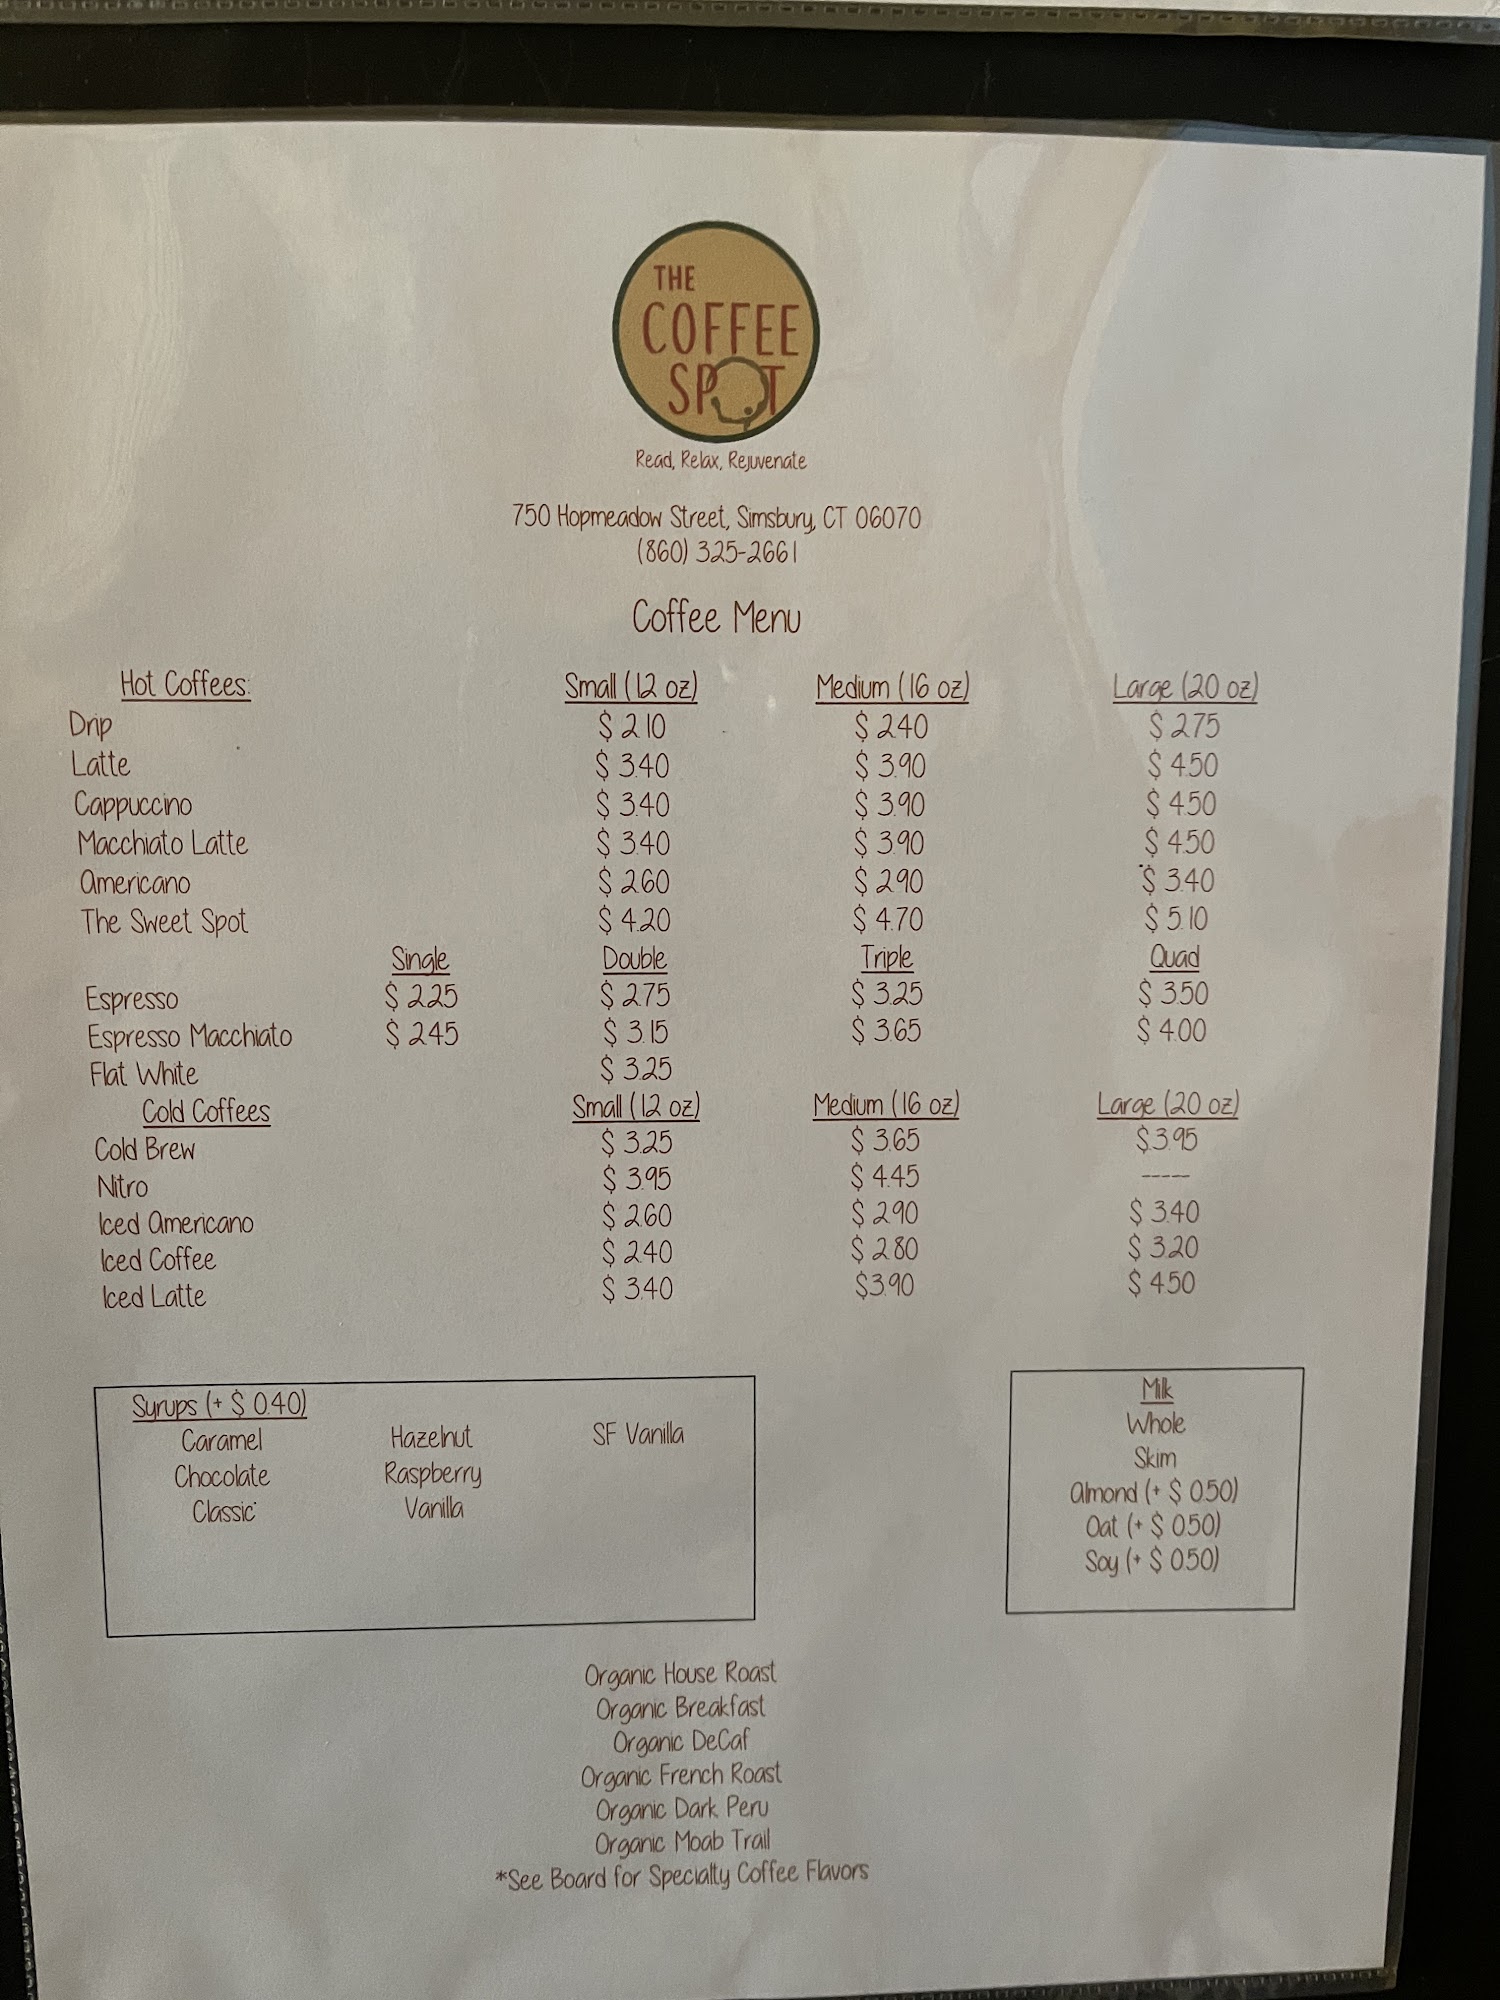 THE
COFFEE
SPOT
Read, Relax, Rejuvenate
750 Hopmeadow Street, Simsbury, CT 06070
(860) 325-2661
Coffee Menu
Hot Coffees: Small (12 oz) Medium (16 oz) Large (20 oz)
Drip $ 2.10 $ 2.40 $ 2.75
Latte $ 3.40 $ 3.90 $ 4.50
Cappuccino $ 3.40 $ 3.90 $ 4.50
Macchiato Latte $ 3.40 $ 3.90 $ 4.50
Americano $ 2.60 $ 2.90 $ 3.40
The Sweet Spot $ 4.20 $ 4.70 $ 5.10
Single Double Triple Quad
Espresso $ 2.25 $ 2.75 $ 3.25 $ 3.50
Espresso Macchiato $ 2.45 $ 3.15 $ 3.65 $ 4.00
Flat White $ 3.25
Cold Coffees Small (12 oz) Medium (16 oz) Large (20 oz)
Cold Brew $ 3.25 $ 3.65 $3.95
Nitro $ 3.95 $ 4.45 -----
Iced Americano $ 2.60 $ 2.90 $ 3.40
Iced Coffee $ 2.40 $ 2.80 $ 3.20
Iced Latte $ 3.40 $3.90 $ 4.50
Syrups (+ $ 0.40)
Caramel Hazelnut SF Vanilla
Chocolate Raspberry
Classic Vanilla
Milk
Whole
Skim
Almond (+ $ 0.50)
Oat (+ $ 0.50)
Soy (+ $ 0.50)
Organic House Roast
Organic Breakfast
Organic DeCaf
Organic French Roast
Organic Dark Peru
Organic Moab Trail
*See Board for Specialty Coffee Flavors